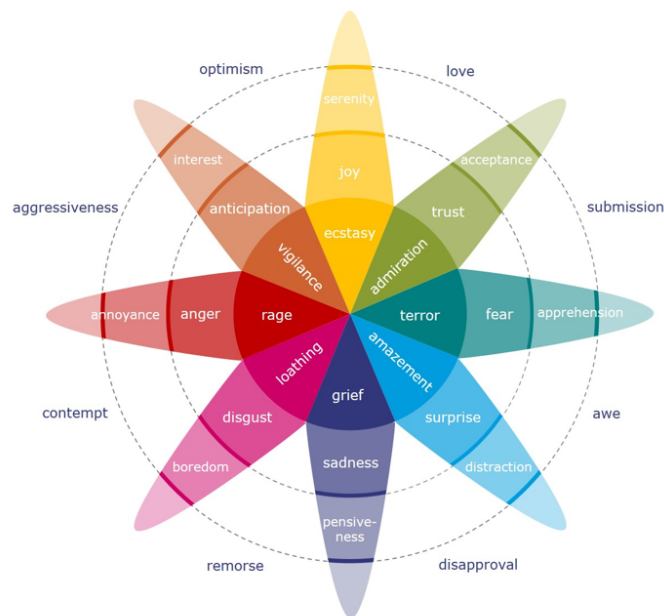 optimism
love
serenity
interest
acceptance
joy
aggressiveness
anticipation
trust
submission
ecstasy
vigilance
admiration
annoyance
anger
rage
terror
fear
apprehension
loathing
amazement
grief
contempt
disgust
surprise
awe
sadness
boredom
distraction
pensive-
ness
remorse
disapproval